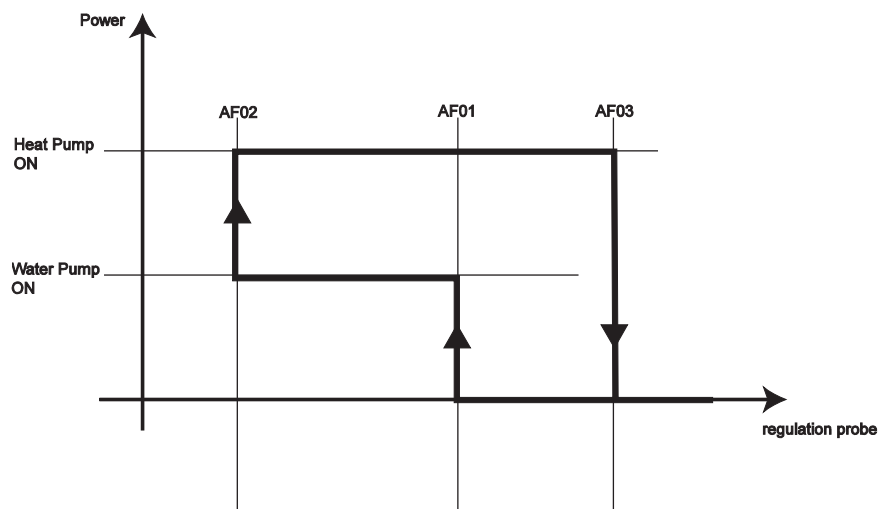 Power
AF02
AF01
AF03
Heat Pump
ON
Water Pump
ON
regulation probe